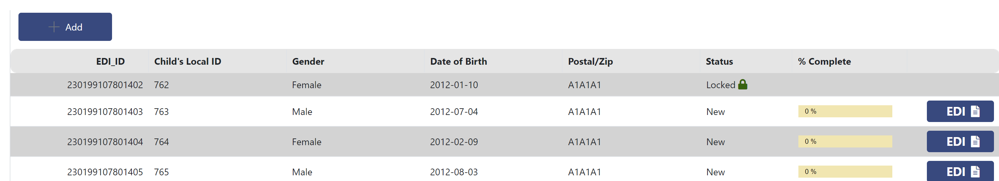 Add
EDI_ID Child's Local ID Gender Date of Birth Postal/Zip Status % Complete
230199107801402 762 Female 2012-01-10 A1A1A1 Locked
230199107801403 763 Male 2012-07-04 A1A1A1 New 0 % EDI
230199107801404 764 Female 2012-02-09 A1A1A1 New 0 % EDI
230199107801405 765 Male 2012-08-03 A1A1A1 New 0 % EDI